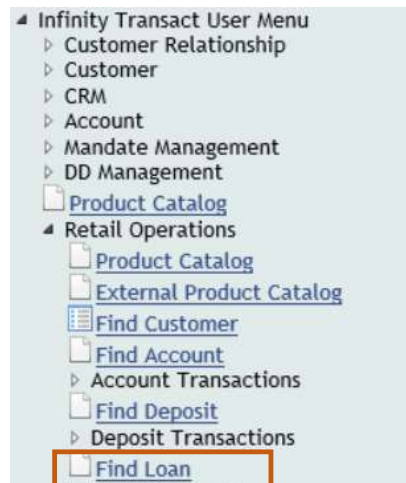 Infinity Transact User Menu
Customer Relationship
Customer
CRM
Account
Mandate Management
DD Management
Product Catalog
Retail Operations
Product Catalog
External Product Catalog
Find Customer
Find Account
Account Transactions
Find Deposit
Deposit Transactions
Find Loan